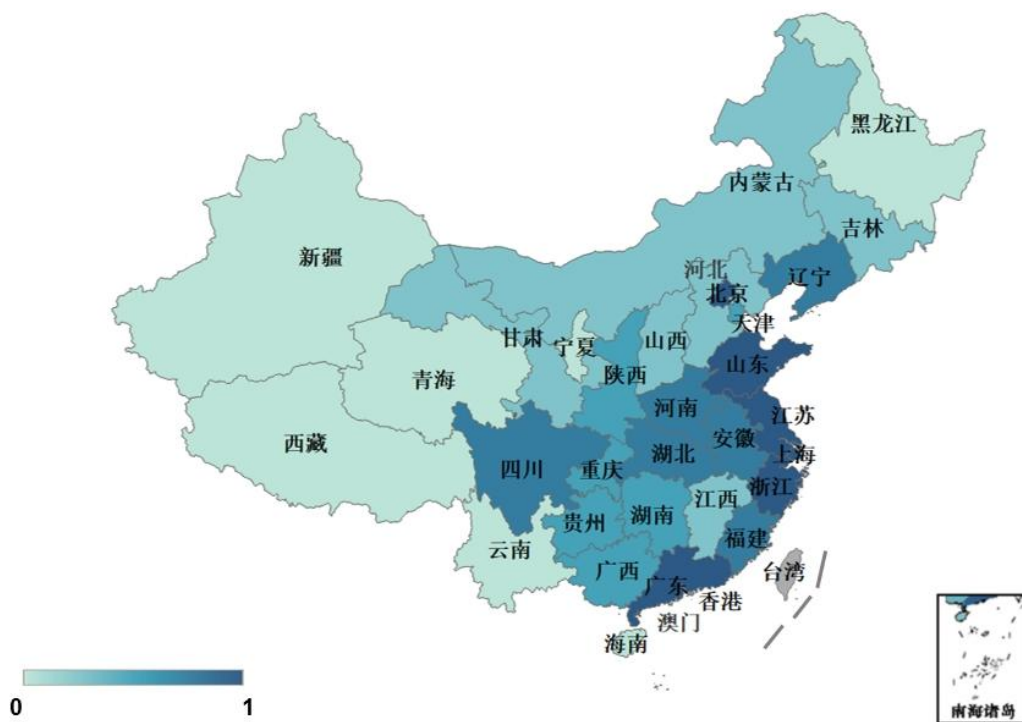 黑龙江
内蒙古
吉林
新疆
河北
辽宁
北京
天津
甘肃
宁夏
山西
山东
青海
陕西
河南
江苏
西藏
安徽
上海
四川
重庆
湖北
浙江
江西
贵州
湖南
福建
云南
广西
广东
台湾
香港
澳门
海南
0
1
南海诸岛